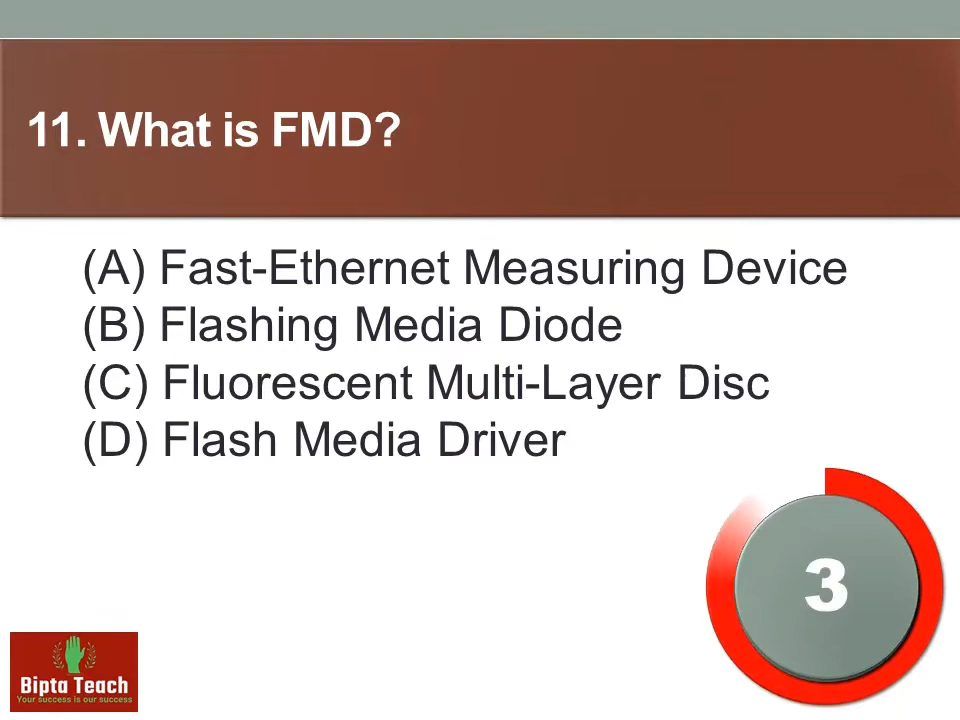 11. What is FMD?
(A) Fast-Ethernet Measuring Device
(B) Flashing Media Diode
(C) Fluorescent Multi-Layer Disc
(D) Flash Media Driver
3
Bipta Teach
Your success is our success